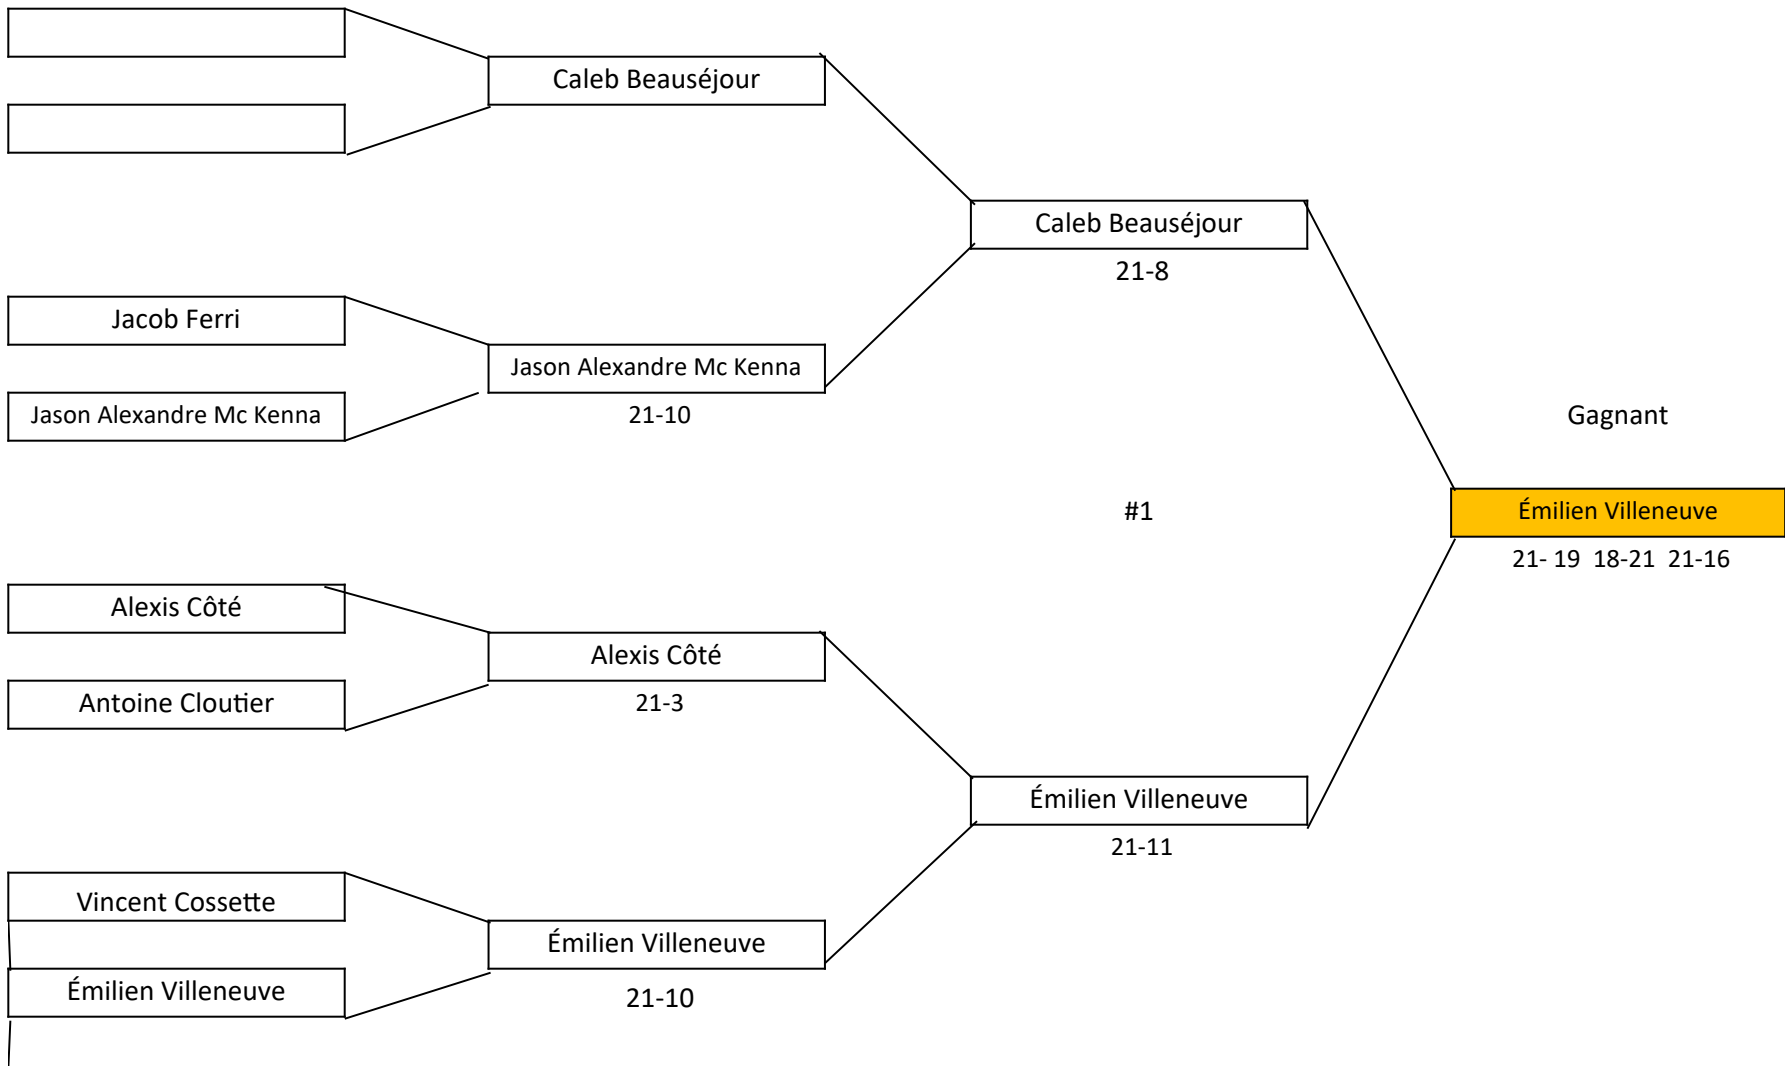 Caleb Beauséjour
Caleb Beauséjour
21-8
Jacob Ferri
Jason Alexandre Mc Kenna
Jason Alexandre Mc Kenna
21-10
Gagnant
#1
Émilien Villeneuve
21- 19  18-21  21-16
Alexis Côté
Alexis Côté
Antoine Cloutier
21-3
Émilien Villeneuve
21-11
Vincent Cossette
Émilien Villeneuve
Émilien Villeneuve
21-10